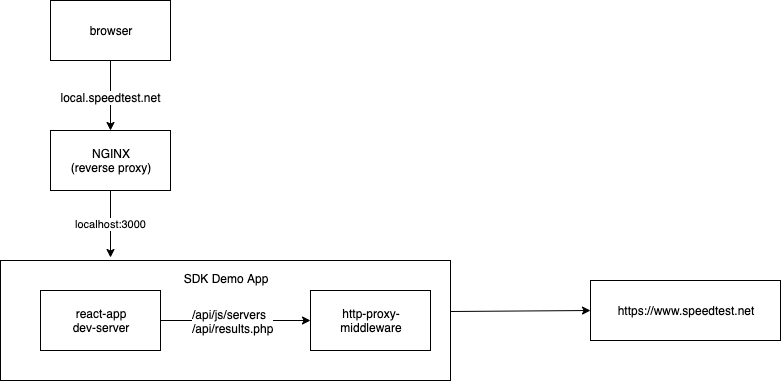 browser
local.speedtest.net
NGINX
(reverse proxy)
localhost:3000
SDK Demo App
react-app
dev-server
/api/js/servers
/api/results.php
http-proxy-
middleware
https://www.speedtest.net